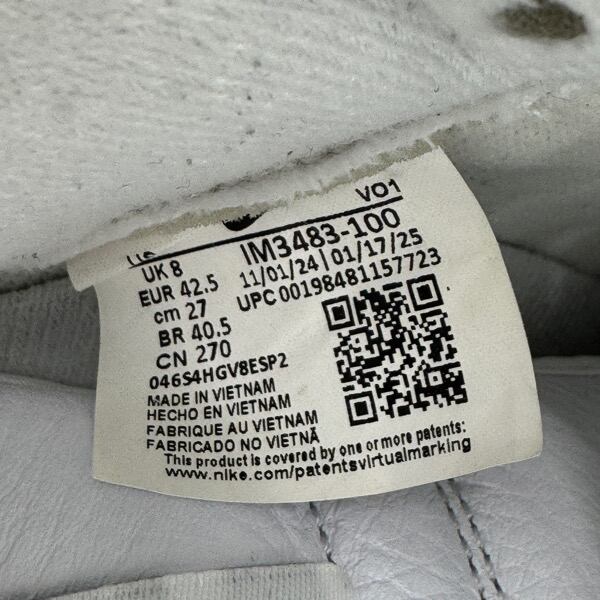 VO1
UK 8
EUR 42.5
cm 27
BR 40.5
CN 270
IM3483-100
11/01/24 | 01/17/25
UPC 00198481157723
046S4HGV8ESP2
MADE IN VIETNAM
HECHO EN VIETNAM
FABRIQUE AU VIETNAM
FABRICADO NO VIETNÃ
This product is covered by one or more patents:
www.nike.com/patentsvirtualmarking